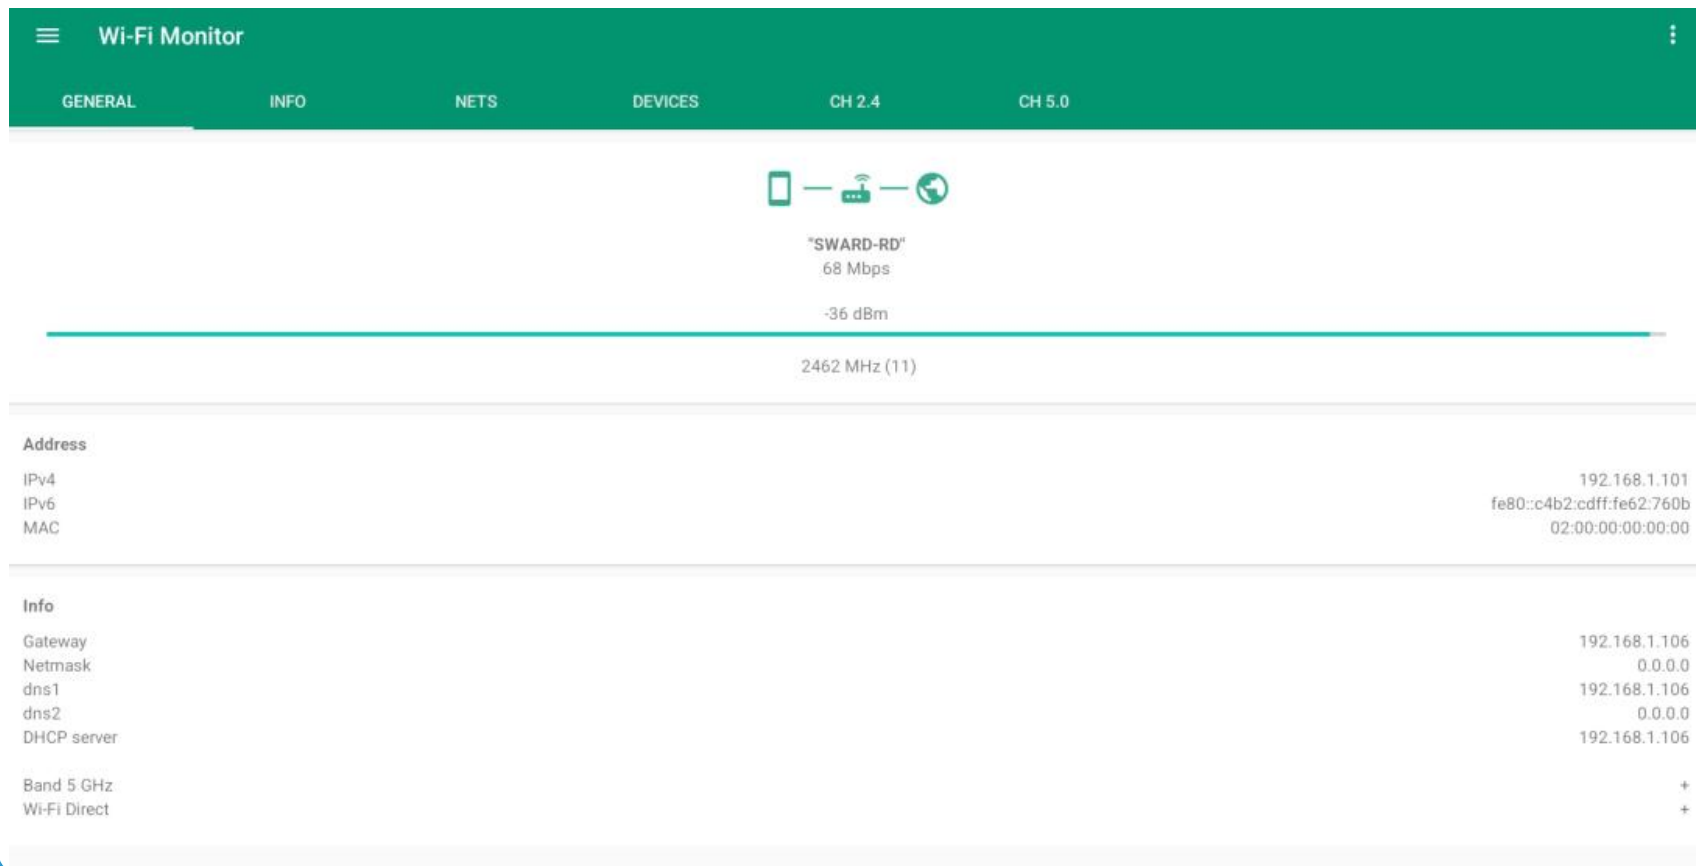 Wi-Fi Monitor
GENERAL INFO NETS DEVICES CH 2.4 CH 5.0
"SWARD-RD"
68 Mbps
-36 dBm
2462 MHz (11)
Address
IPv4 192.168.1.101
IPv6 fe80::c4b2:cdff:fe62:760b
MAC 02:00:00:00:00:00
Info
Gateway 192.168.1.106
Netmask 0.0.0.0
dns1 192.168.1.106
dns2 0.0.0.0
DHCP server 192.168.1.106
Band 5 GHz +
Wi-Fi Direct +